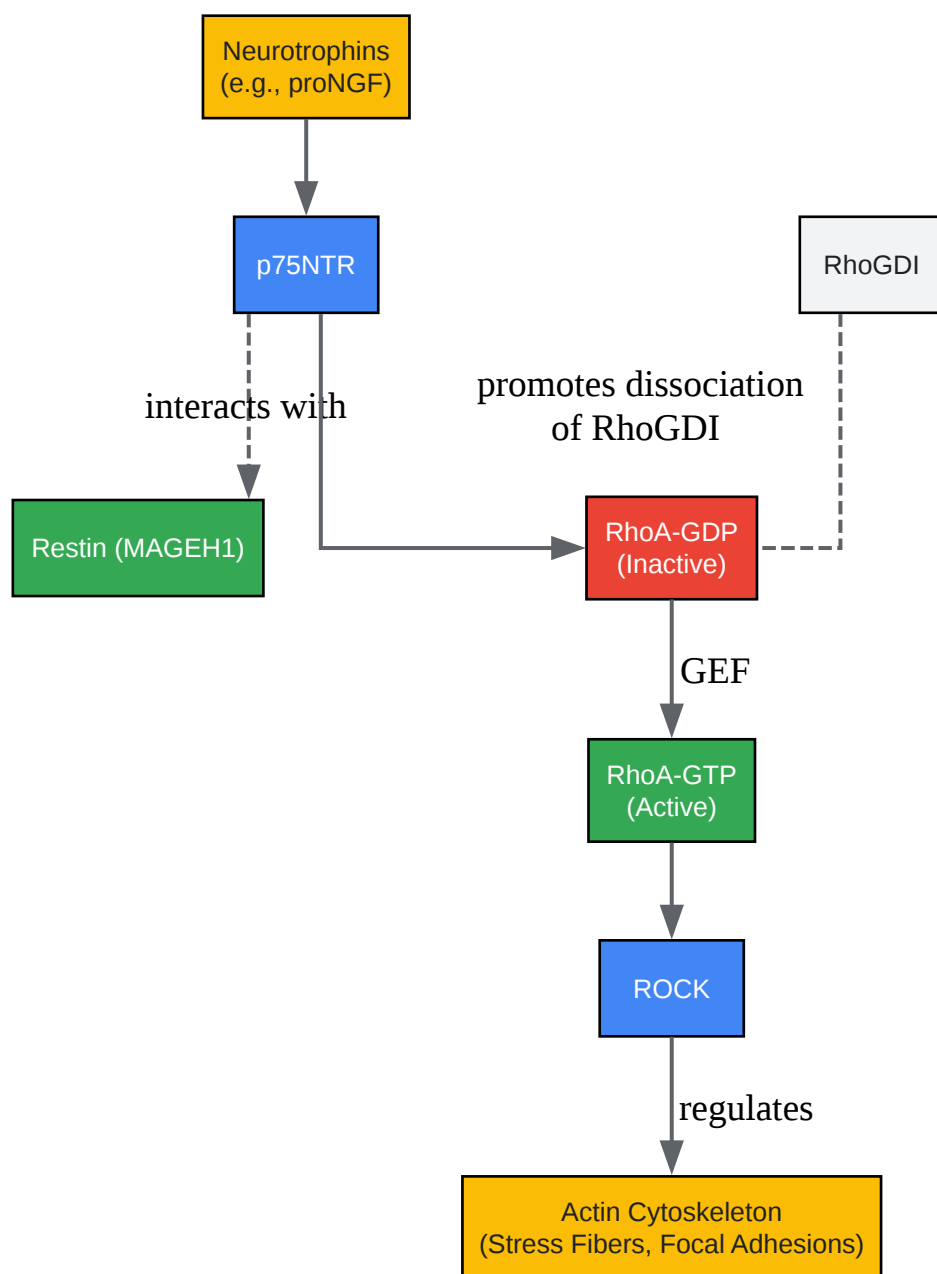 Neurotrophins
(e.g., proNGF)
p75NTR
RhoGDI
interacts with
promotes dissociation
of RhoGDI
Restin (MAGEH1)
RhoA-GDP
(Inactive)
GEF
RhoA-GTP
(Active)
ROCK
regulates
Actin Cytoskeleton
(Stress Fibers, Focal Adhesions)